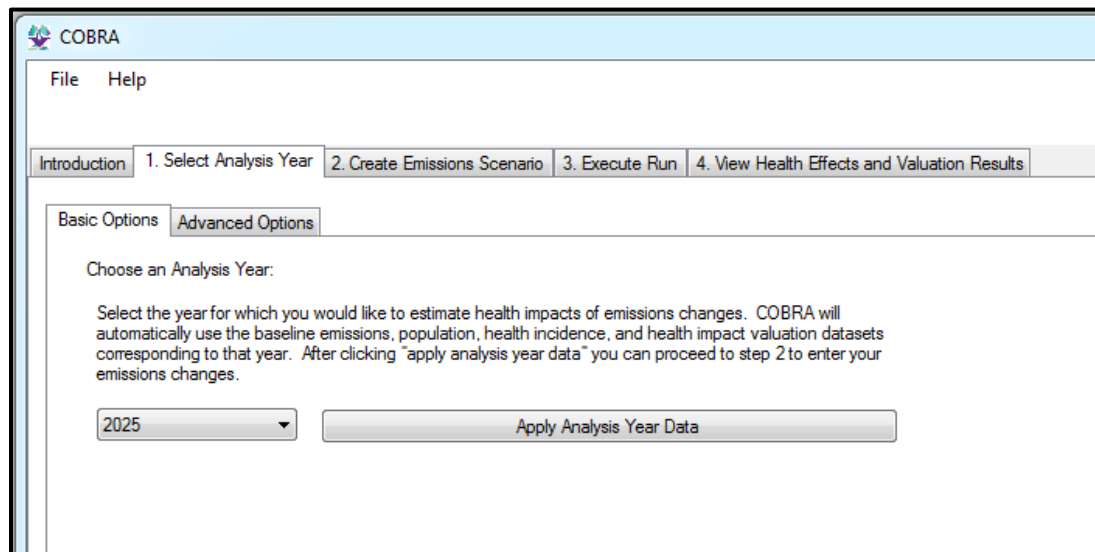 COBRA
File Help
Introduction 1. Select Analysis Year 2. Create Emissions Scenario 3. Execute Run 4. View Health Effects and Valuation Results
Basic Options Advanced Options
Choose an Analysis Year:
Select the year for which you would like to estimate health impacts of emissions changes. COBRA will
automatically use the baseline emissions, population, health incidence, and health impact valuation datasets
corresponding to that year. After clicking "apply analysis year data" you can proceed to step 2 to enter your
emissions changes.
2025 Apply Analysis Year Data